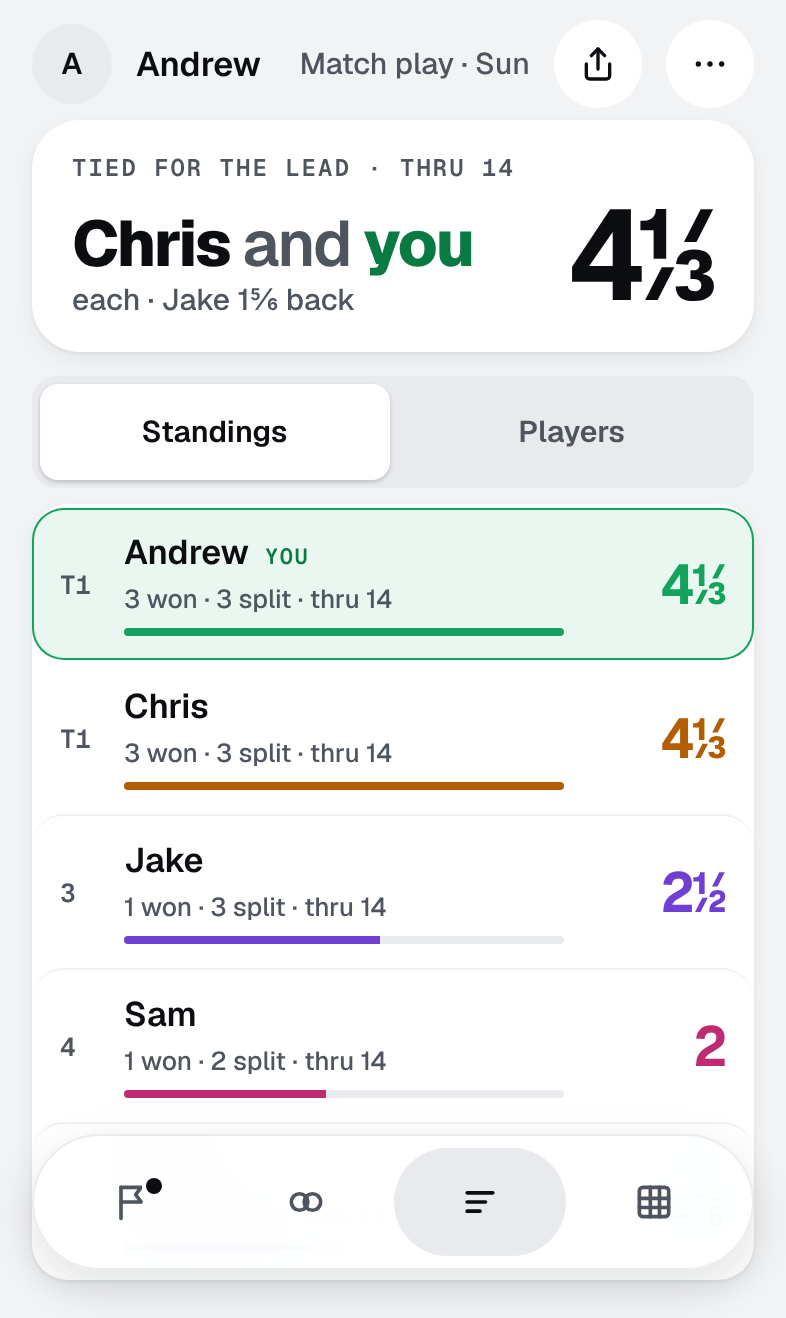 A Andrew Match play · Sun
TIED FOR THE LEAD · THRU 14
Chris and you 4⅓
each · Jake 1⅚ back
Standings Players
T1 Andrew YOU 4⅓
3 won · 3 split · thru 14
T1 Chris 4⅓
3 won · 3 split · thru 14
3 Jake 2½
1 won · 3 split · thru 14
4 Sam 2
1 won · 2 split · thru 14